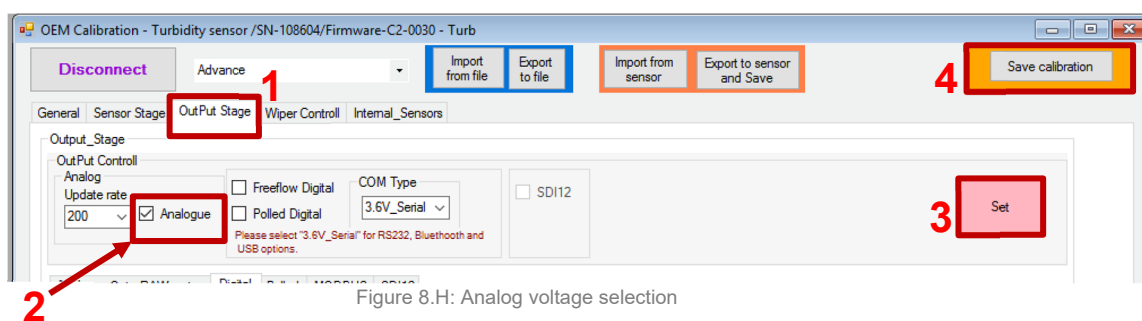 OEM Calibration - Turbidity sensor /SN-108604/Firmware-C2-0030 - Turb
Disconnect
Advance
Import
from file
Export
to file
Import from
sensor
Export to sensor
and Save
4
Save calibration
1
General
Sensor Stage
OutPut Stage
Wiper Controll
Internal_Sensors
Output_Stage
OutPut Controll
Analog
Update rate
200
Analogue
Freeflow Digital
Polled Digital
COM Type
3.6V_Serial
SDI12
Please select "3.6V_Serial" for RS232, Bluethooth and
USB options.
3
Set
Digital
2
Figure 8.H: Analog voltage selection